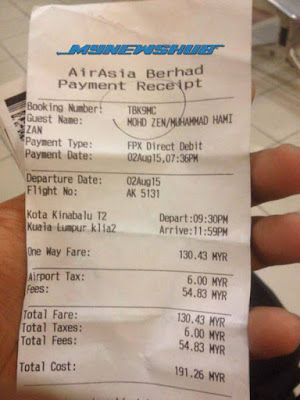 MYNEWSHUB
AirAsia Berhad
Payment Receipt
Booking Number: TBK9MC
Guest Name: MOHD ZEN/MUHAMMAD HAMI
ZAN
Payment Type: FPX Direct Debit
Payment Date: 02Aug15,07:36PM
Departure Date: 02Aug15
Flight No: AK 5131
Kota Kinabalu T2 Depart:09:30PM
Kuala Lumpur klia2 Arrive:11:59PM
One Way Fare: 130.43 MYR
Airport Tax: 6.00 MYR
Fees: 54.83 MYR
Total Fare: 130.43 MYR
Total Taxes: 6.00 MYR
Total Fees: 54.83 MYR
Total Cost: 191.26 MYR